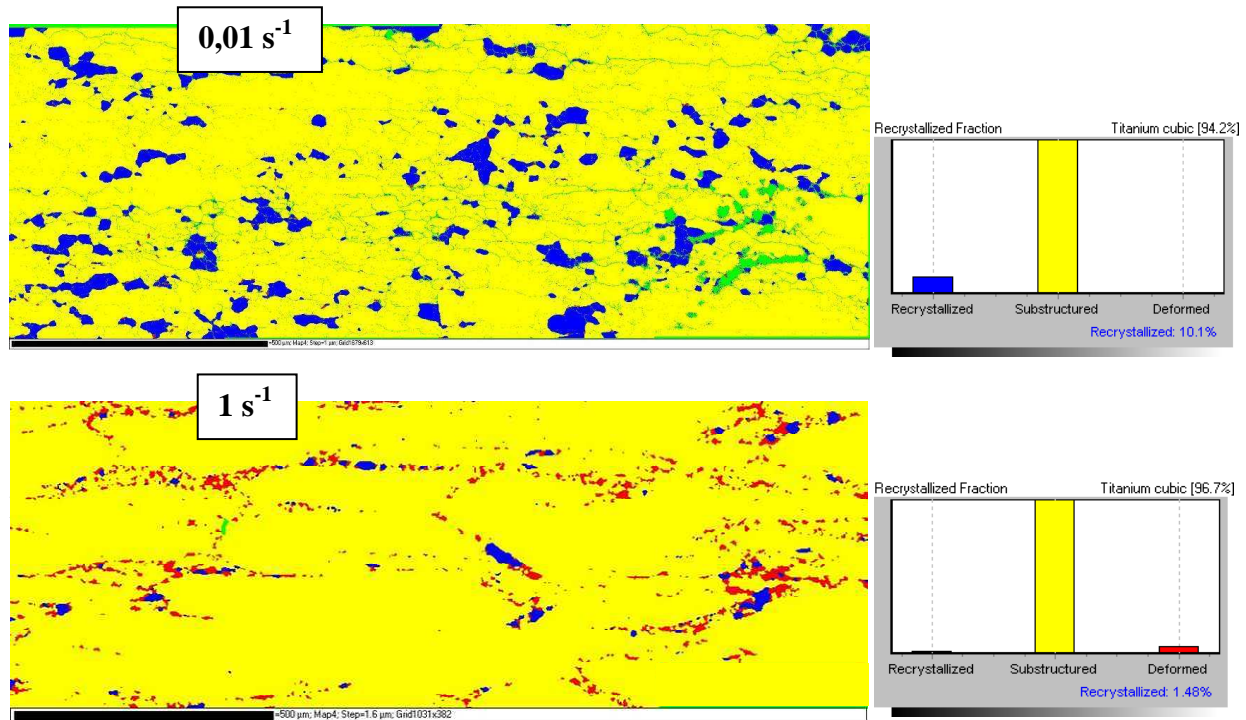 0,01 s-1
Recrystallized Fraction Titanium cubic [94.2%]
Recrystallized Substructured Deformed
Recrystallized: 10.1%
=500 µm; Map4; Step=1 µm; Grid1679x613
1 s-1
Recrystallized Fraction Titanium cubic [96.7%]
Recrystallized Substructured Deformed
Recrystallized: 1.48%
=500 µm; Map4; Step=1.6 µm; Grid1031x382